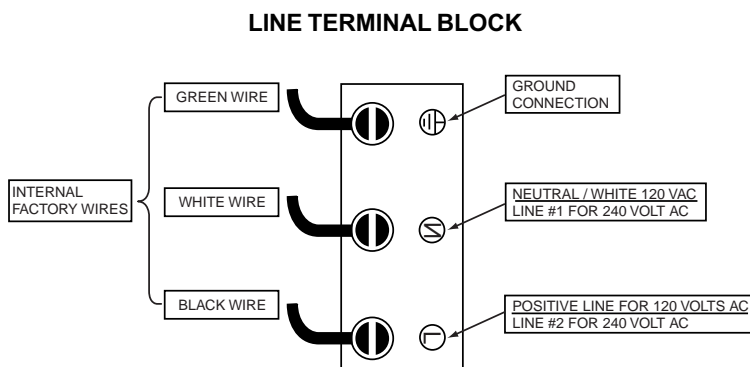 LINE TERMINAL BLOCK
GREEN WIRE
GROUND
CONNECTION
INTERNAL
FACTORY WIRES
WHITE WIRE
NEUTRAL / WHITE 120 VAC
LINE #1 FOR 240 VOLT AC
N
BLACK WIRE
POSITIVE LINE FOR 120 VOLTS AC
LINE #2 FOR 240 VOLT AC
L